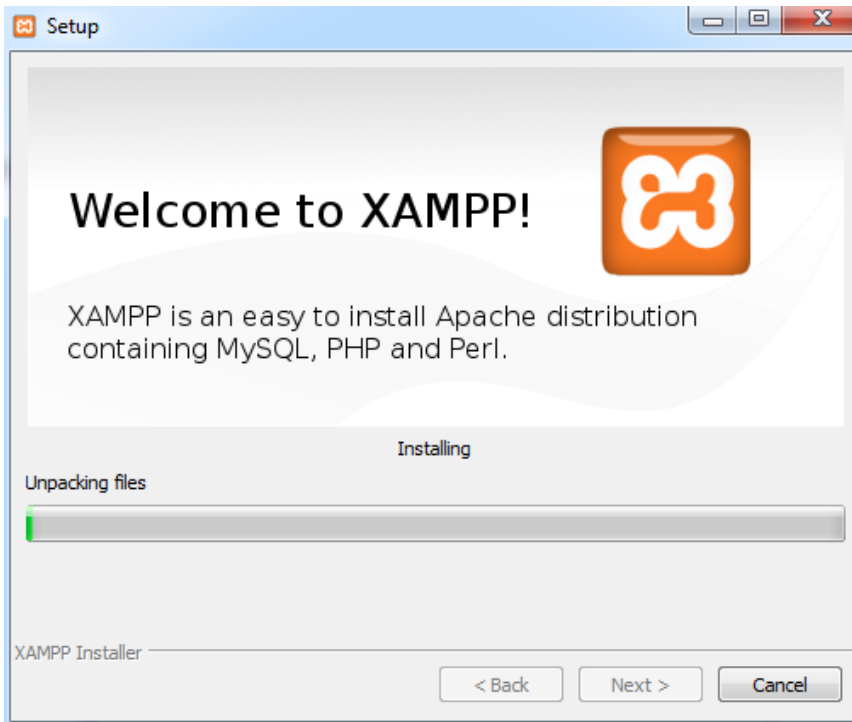 Setup
Welcome to XAMPP!
XAMPP is an easy to install Apache distribution
containing MySQL, PHP and Perl.
Installing
Unpacking files
XAMPP Installer
< Back
Next >
Cancel